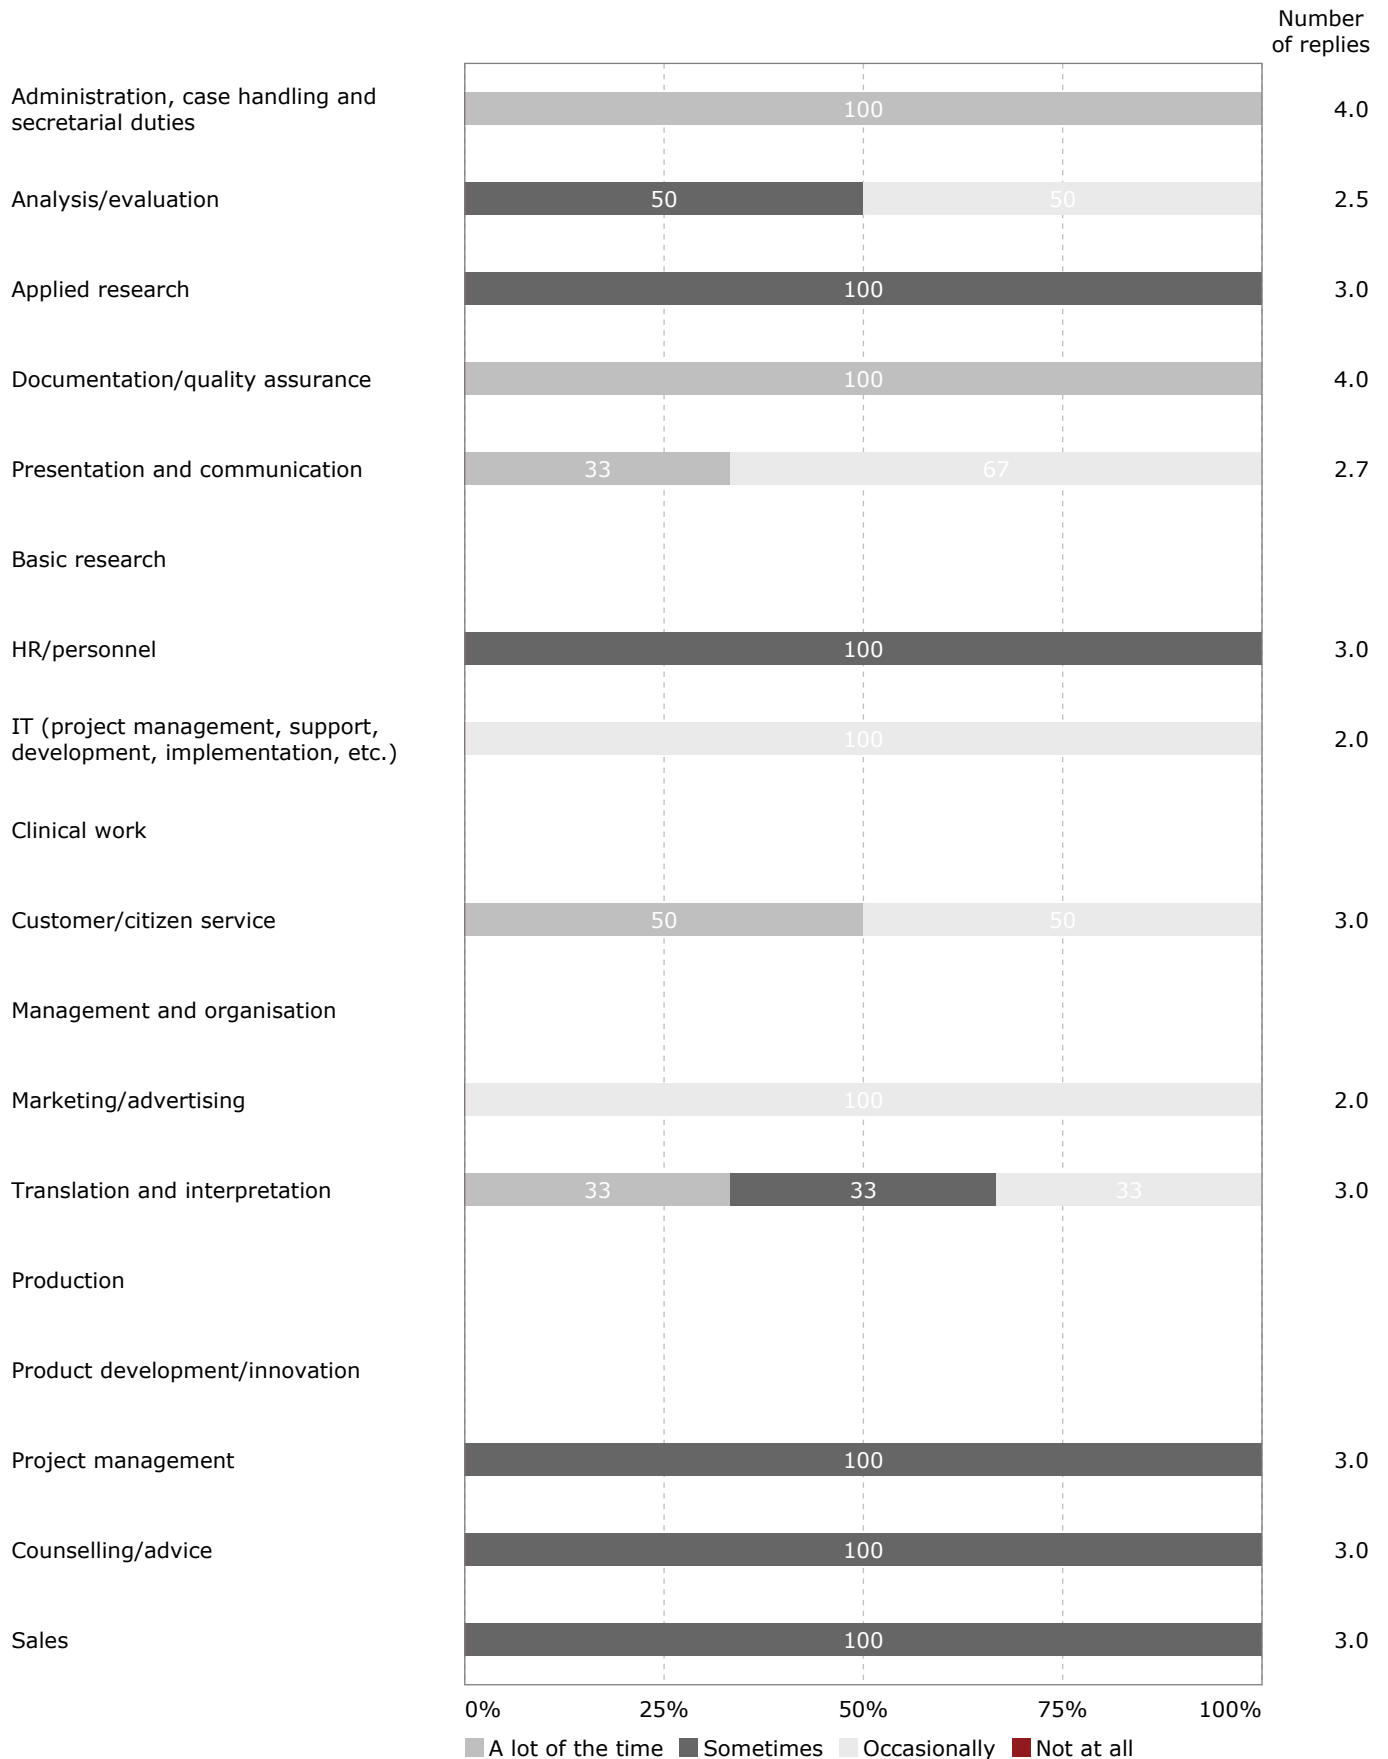 Number
of replies
Administration, case handling and
secretarial duties
100
4.0
Analysis/evaluation
50
50
2.5
Applied research
100
3.0
Documentation/quality assurance
100
4.0
Presentation and communication
33
67
2.7
Basic research
HR/personnel
100
3.0
IT (project management, support,
development, implementation, etc.)
100
2.0
Clinical work
Customer/citizen service
50
50
3.0
Management and organisation
Marketing/advertising
100
2.0
Translation and interpretation
33
33
33
3.0
Production
Product development/innovation
Project management
100
3.0
Counselling/advice
100
3.0
Sales
100
3.0
0% 25% 50% 75% 100%
A lot of the time Sometimes Occasionally Not at all